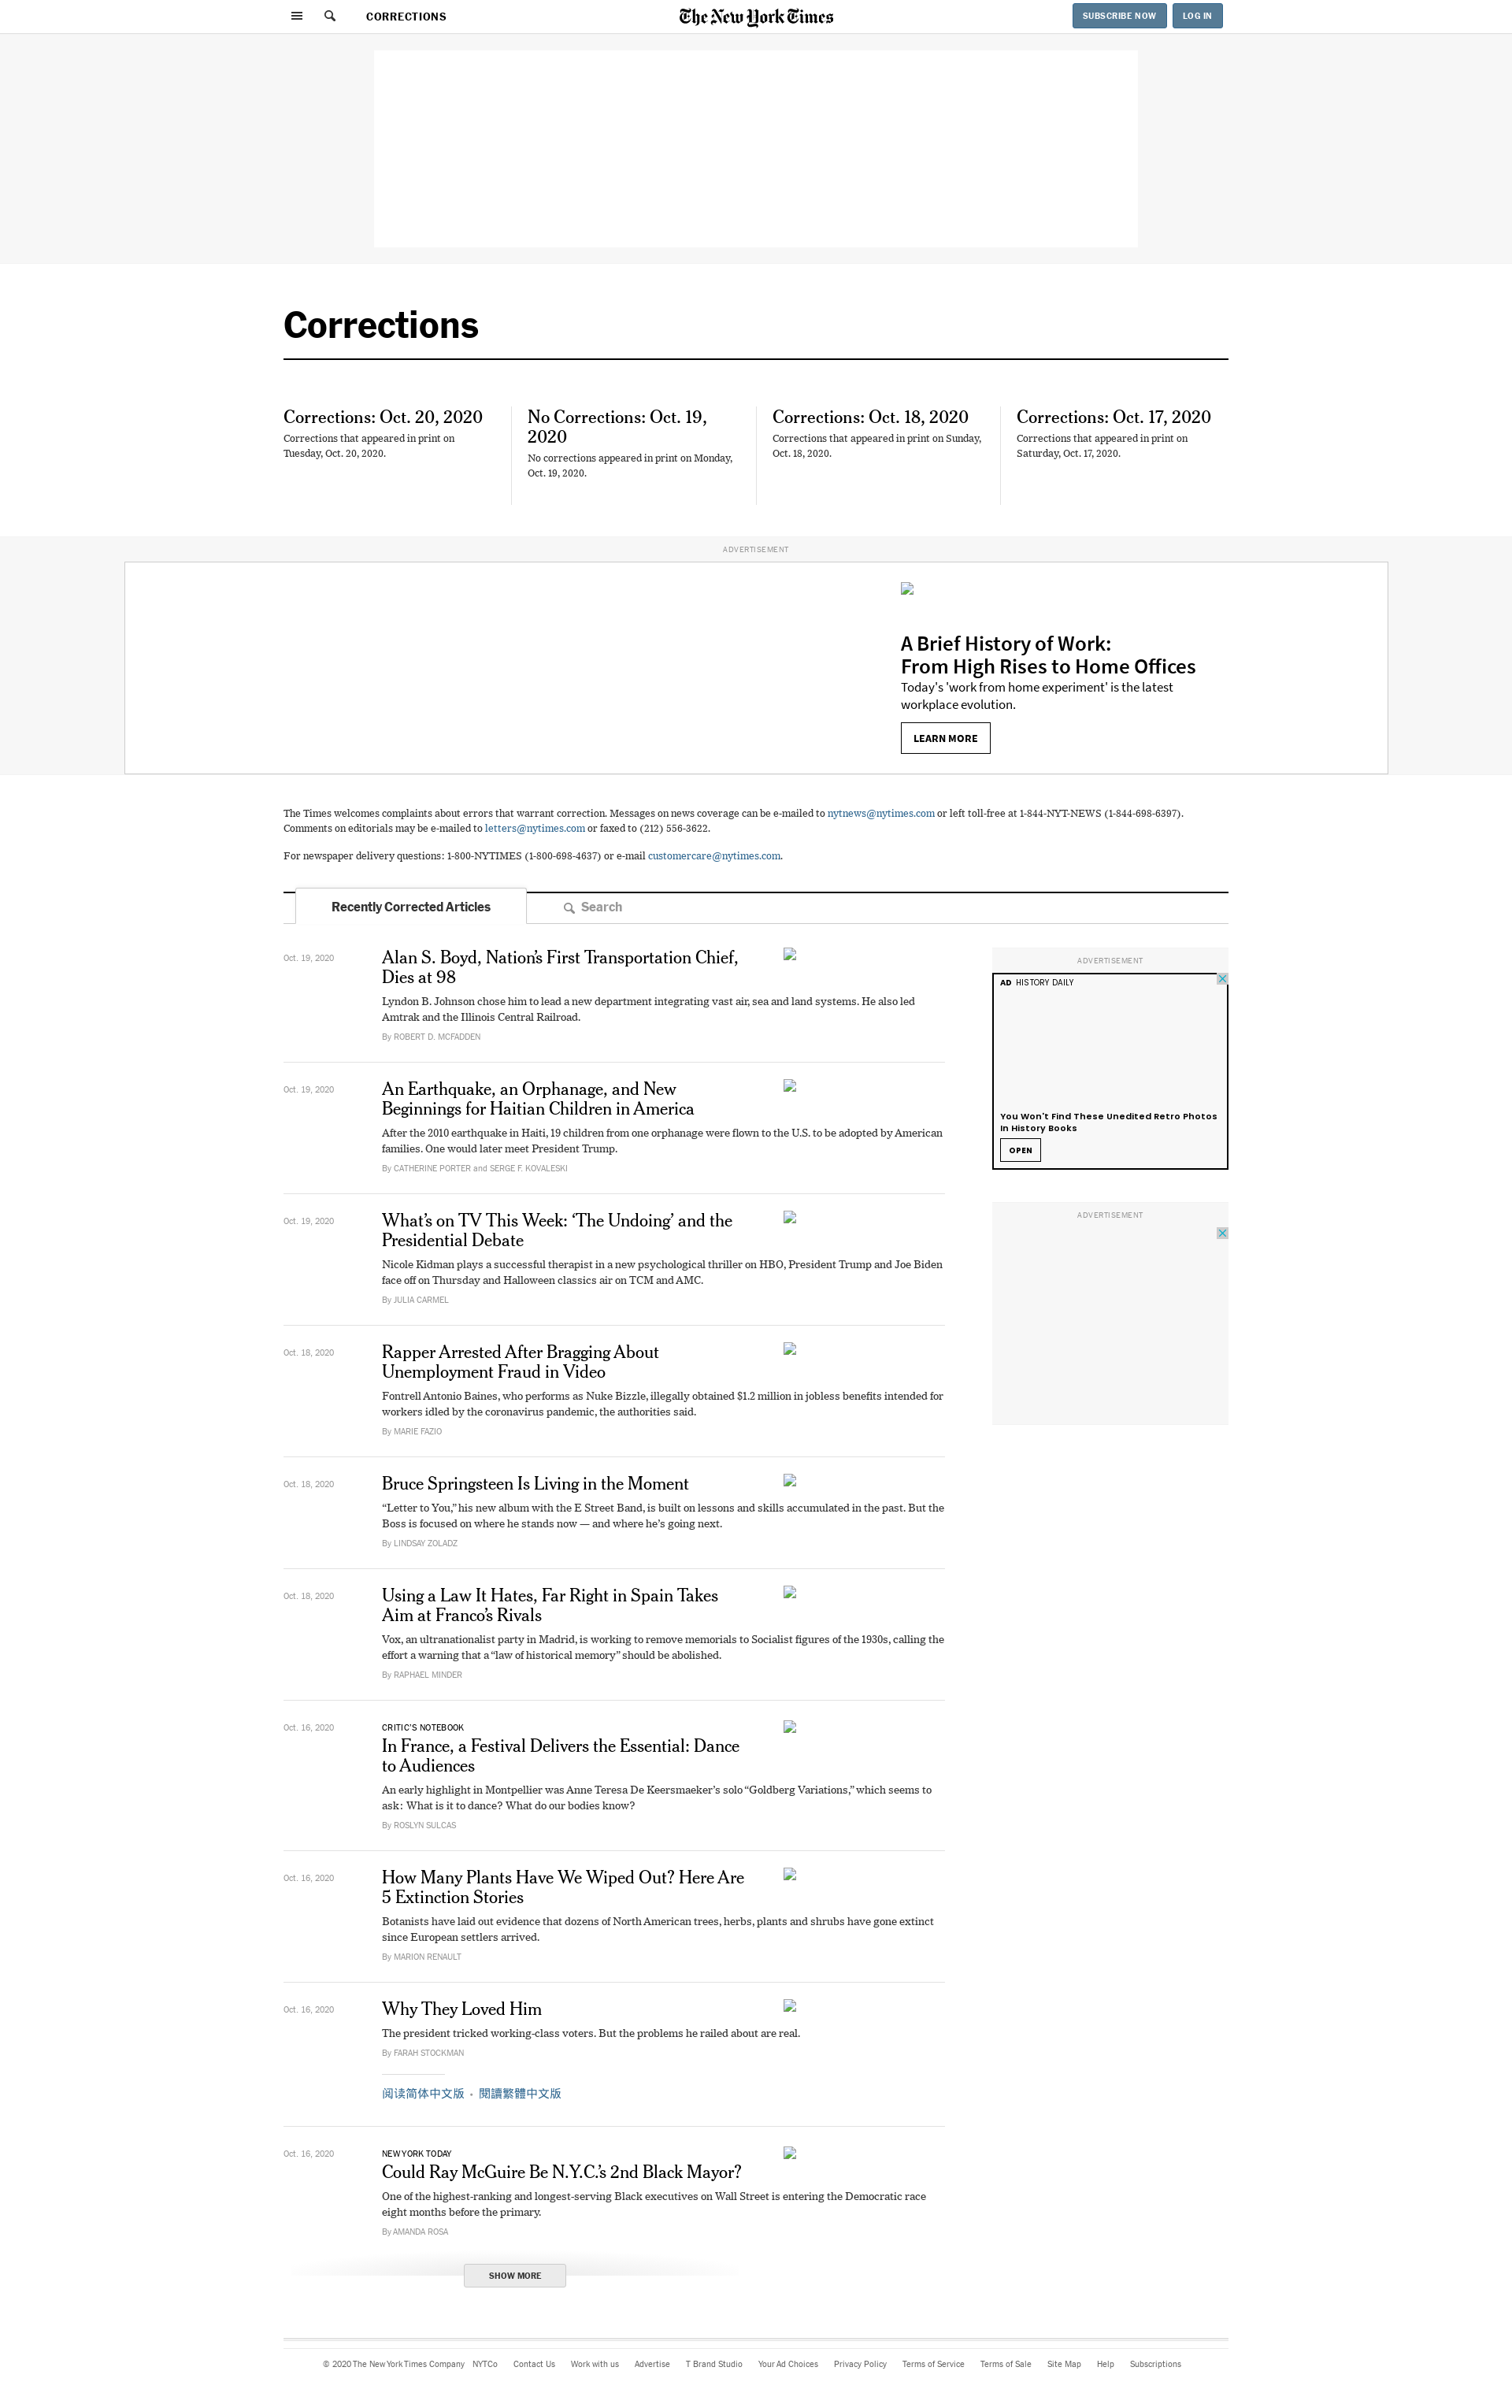 CORRECTIONS
The New York Times
SUBSCRIBE NOW
LOG IN
Corrections
Corrections: Oct. 20, 2020
Corrections that appeared in print on
Tuesday, Oct. 20, 2020.
No Corrections: Oct. 19,
2020
No corrections appeared in print on Monday,
Oct. 19, 2020.
Corrections: Oct. 18, 2020
Corrections that appeared in print on Sunday,
Oct. 18, 2020.
Corrections: Oct. 17, 2020
Corrections that appeared in print on
Saturday, Oct. 17, 2020.
ADVERTISEMENT
A Brief History of Work:
From High Rises to Home Offices
Today's 'work from home experiment' is the latest
workplace evolution.
LEARN MORE
The Times welcomes complaints about errors that warrant correction. Messages on news coverage can be e-mailed to nytnews@nytimes.com or left toll-free at 1-844-NYT-NEWS (1-844-698-6397).
Comments on editorials may be e-mailed to letters@nytimes.com or faxed to (212) 556-3622.
For newspaper delivery questions: 1-800-NYTIMES (1-800-698-4637) or e-mail customercare@nytimes.com.
Recently Corrected Articles
Search
Oct. 19, 2020
Alan S. Boyd, Nation’s First Transportation Chief,
Dies at 98
Lyndon B. Johnson chose him to lead a new department integrating vast air, sea and land systems. He also led
Amtrak and the Illinois Central Railroad.
By ROBERT D. MCFADDEN
Oct. 19, 2020
An Earthquake, an Orphanage, and New
Beginnings for Haitian Children in America
After the 2010 earthquake in Haiti, 19 children from one orphanage were flown to the U.S. to be adopted by American
families. One would later meet President Trump.
By CATHERINE PORTER and SERGE F. KOVALESKI
Oct. 19, 2020
What’s on TV This Week: ‘The Undoing’ and the
Presidential Debate
Nicole Kidman plays a successful therapist in a new psychological thriller on HBO, President Trump and Joe Biden
face off on Thursday and Halloween classics air on TCM and AMC.
By JULIA CARMEL
Oct. 18, 2020
Rapper Arrested After Bragging About
Unemployment Fraud in Video
Fontrell Antonio Baines, who performs as Nuke Bizzle, illegally obtained $1.2 million in jobless benefits intended for
workers idled by the coronavirus pandemic, the authorities said.
By MARIE FAZIO
Oct. 18, 2020
Bruce Springsteen Is Living in the Moment
“Letter to You,” his new album with the E Street Band, is built on lessons and skills accumulated in the past. But the
Boss is focused on where he stands now — and where he’s going next.
By LINDSAY ZOLADZ
Oct. 18, 2020
Using a Law It Hates, Far Right in Spain Takes
Aim at Franco’s Rivals
Vox, an ultranationalist party in Madrid, is working to remove memorials to Socialist figures of the 1930s, calling the
effort a warning that a “law of historical memory” should be abolished.
By RAPHAEL MINDER
Oct. 16, 2020
CRITIC’S NOTEBOOK
In France, a Festival Delivers the Essential: Dance
to Audiences
An early highlight in Montpellier was Anne Teresa De Keersmaeker’s solo “Goldberg Variations,” which seems to
ask: What is it to dance? What do our bodies know?
By ROSLYN SULCAS
Oct. 16, 2020
How Many Plants Have We Wiped Out? Here Are
5 Extinction Stories
Botanists have laid out evidence that dozens of North American trees, herbs, plants and shrubs have gone extinct
since European settlers arrived.
By MARION RENAULT
Oct. 16, 2020
Why They Loved Him
The president tricked working-class voters. But the problems he railed about are real.
By FARAH STOCKMAN
阅读简体中文版 • 閱讀繁體中文版
Oct. 16, 2020
NEW YORK TODAY
Could Ray McGuire Be N.Y.C.’s 2nd Black Mayor?
One of the highest-ranking and longest-serving Black executives on Wall Street is entering the Democratic race
eight months before the primary.
By AMANDA ROSA
SHOW MORE
ADVERTISEMENT
AD HISTORY DAILY
You Won't Find These Unedited Retro Photos
In History Books
OPEN
ADVERTISEMENT
© 2020 The New York Times Company NYTCo Contact Us Work with us Advertise T Brand Studio Your Ad Choices Privacy Policy Terms of Service Terms of Sale Site Map Help Subscriptions